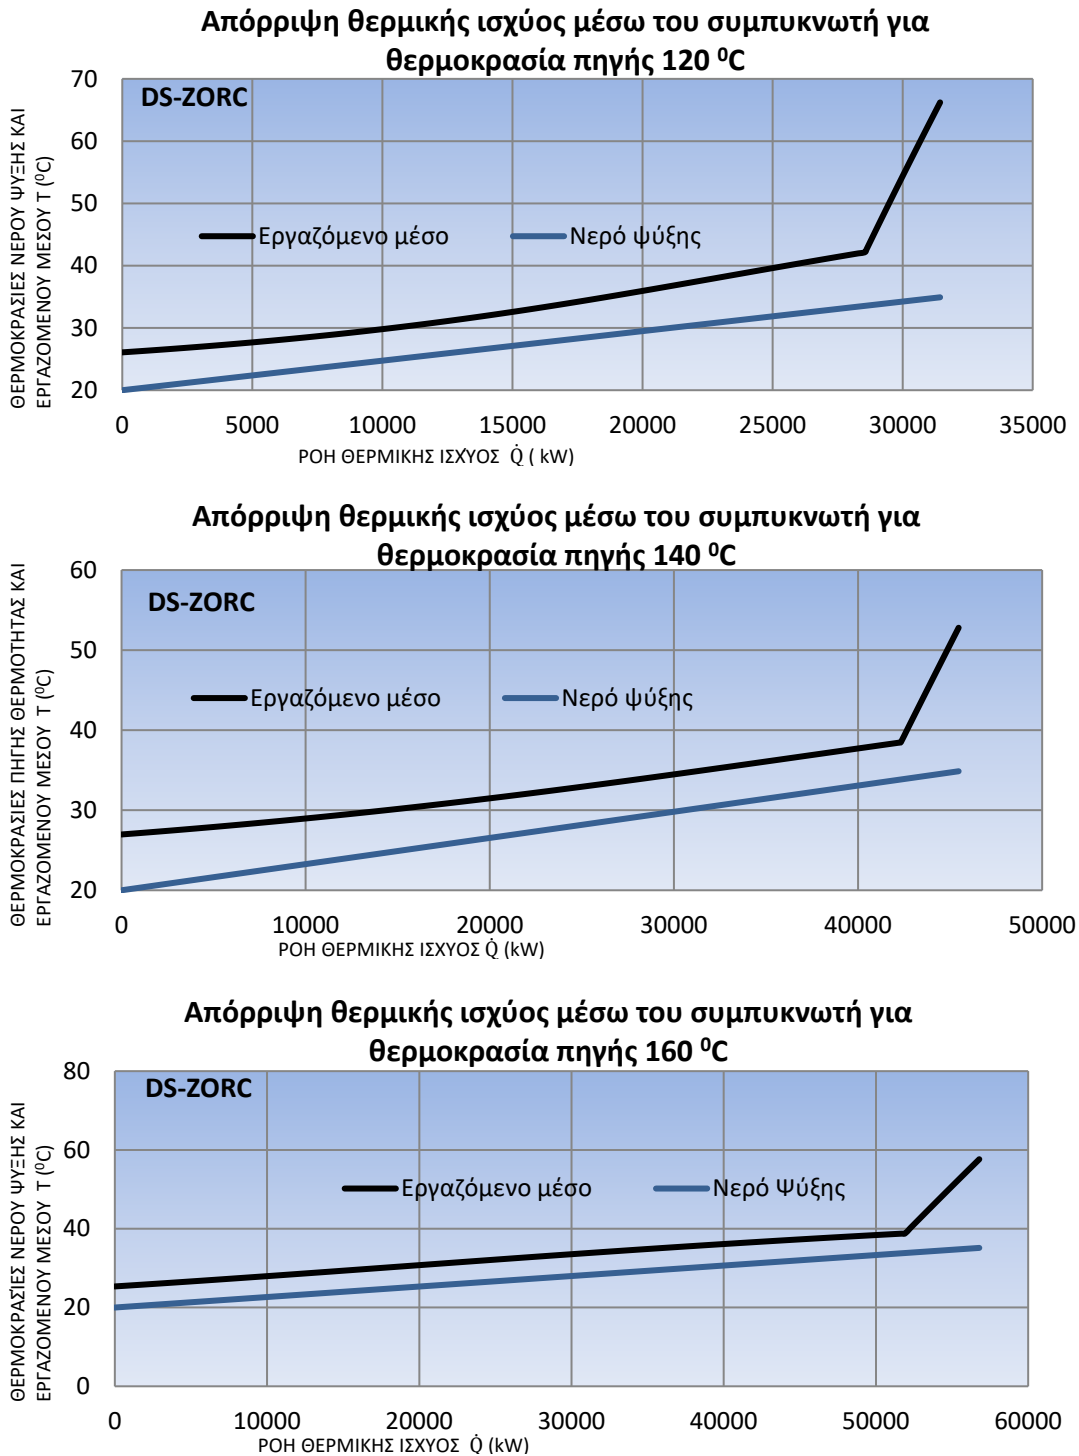 Απόρριψη θερμικής ισχύος μέσω του συμπυκνωτή για
θερμοκρασία πηγής 120 ⁰C
ΘΕΡΜΟΚΡΑΣΙΕΣ ΝΕΡΟΥ ΨΥΞΗΣ ΚΑΙ
ΕΡΓΑΖΟΜΕΝΟΥ ΜΕΣΟΥ Τ (⁰C)
70
60
50
40
30
20
DS-ZORC
Εργαζόμενο μέσο
Νερό ψύξης
0 5000 10000 15000 20000 25000 30000 35000
ΡΟΗ ΘΕΡΜΙΚΗΣ ΙΣΧΥΟΣ Q̇ ( kW)
Απόρριψη θερμικής ισχύος μέσω του συμπυκνωτή για
θερμοκρασία πηγής 140 ⁰C
ΘΕΡΜΟΚΡΑΣΙΕΣ ΠΗΓΗΣ ΘΕΡΜΟΤΗΤΑΣ ΚΑΙ
ΕΡΓΑΖΟΜΕΝΟΥ ΜΕΣΟΥ Τ (⁰C)
60
50
40
30
20
DS-ZORC
Εργαζόμενο μέσο
Νερό ψύξης
0 10000 20000 30000 40000 50000
ΡΟΗ ΘΕΡΜΙΚΗΣ ΙΣΧΥΟΣ Q̇ (kW)
Απόρριψη θερμικής ισχύος μέσω του συμπυκνωτή για
θερμοκρασία πηγής 160 ⁰C
ΘΕΡΜΟΚΡΑΣΙΕΣ ΝΕΡΟΥ ΨΥΞΗΣ ΚΑΙ
ΕΡΓΑΖΟΜΕΝΟΥ ΜΕΣΟΥ Τ (⁰C)
80
60
40
20
0
DS-ZORC
Εργαζόμενο μέσο
Νερό Ψύξης
0 10000 20000 30000 40000 50000 60000
ΡΟΗ ΘΕΡΜΙΚΗΣ ΙΣΧΥΟΣ Q̇ (kW)